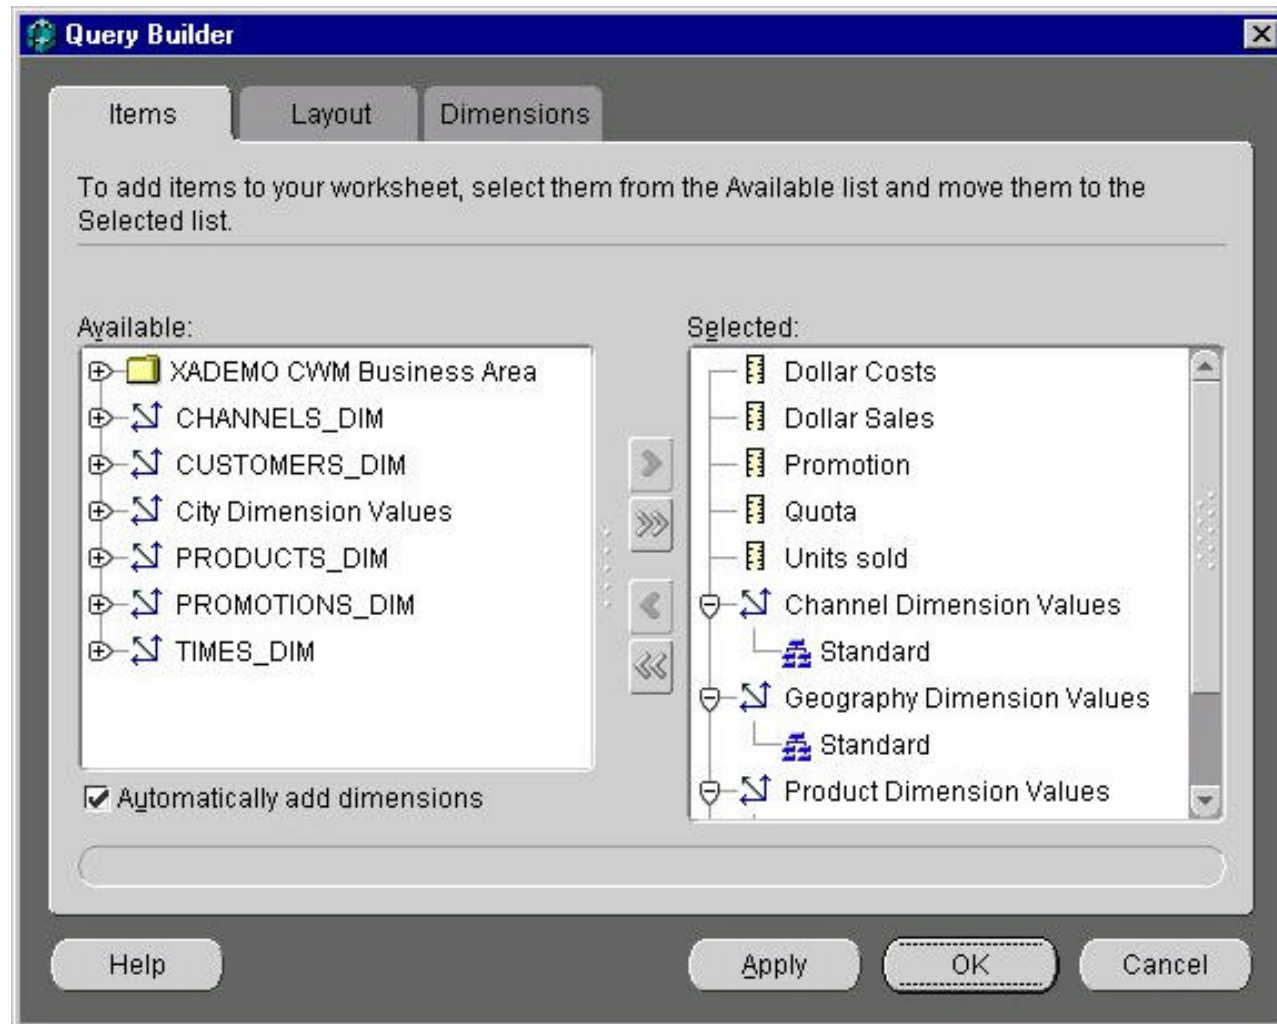 Query Builder
Items
Layout
Dimensions
To add items to your worksheet, select them from the Available list and move them to the
Selected list.
Available:
XADEMO CWM Business Area
CHANNELS_DIM
CUSTOMERS_DIM
City Dimension Values
PRODUCTS_DIM
PROMOTIONS_DIM
TIMES_DIM
Automatically add dimensions
Selected:
Dollar Costs
Dollar Sales
Promotion
Quota
Units sold
Channel Dimension Values
Standard
Geography Dimension Values
Standard
Product Dimension Values
Help
Apply
OK
Cancel